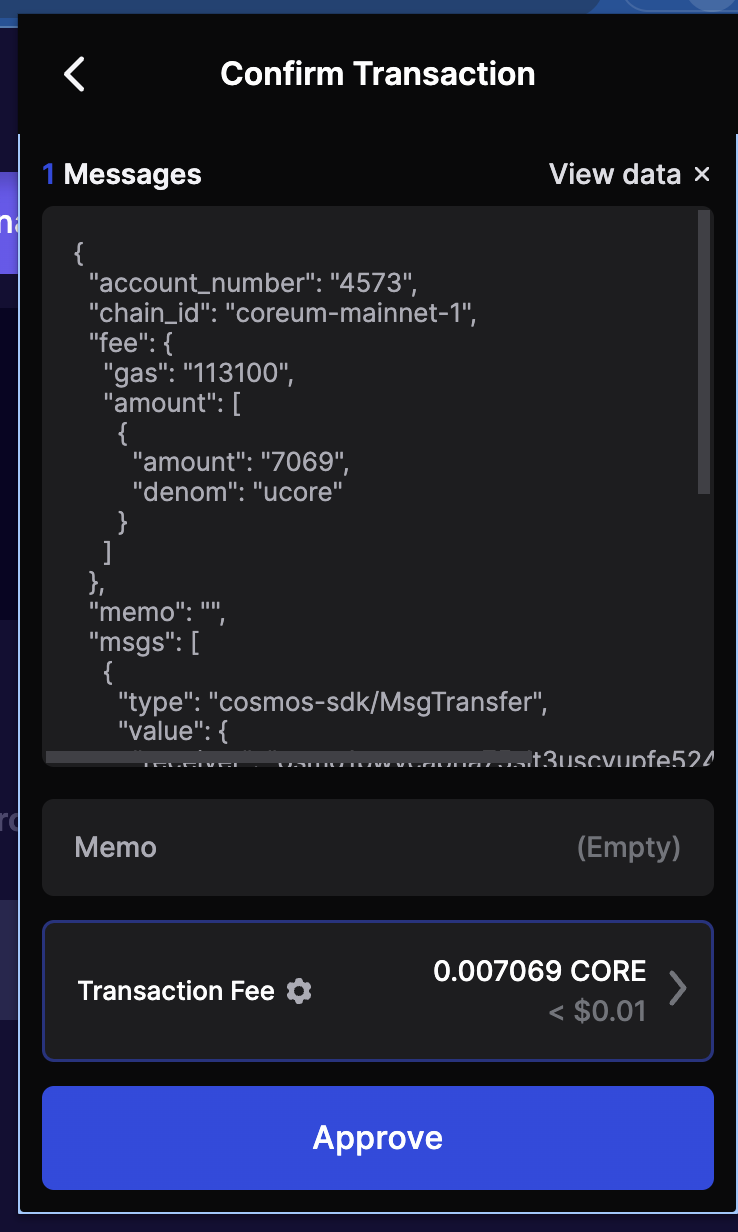 Confirm Transaction
1 Messages
View data ×
{
"account_number": "4573",
"chain_id": "coreum-mainnet-1",
"fee": {
"gas": "113100",
"amount": [
{
"amount": "7069",
"denom": "ucore"
}
]
},
"memo": "",
"msgs": [
{
"type": "cosmos-sdk/MsgTransfer",
"value": {
"receiver":
Memo
(Empty)
Transaction Fee
0.007069 CORE
< $0.01
Approve